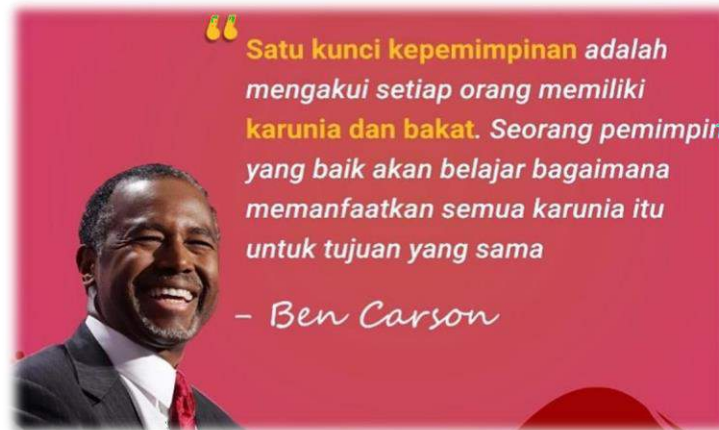 Satu kunci kepemimpinan adalah
mengakui setiap orang memiliki
karunia dan bakat. Seorang pemimpin
yang baik akan belajar bagaimana
memanfaatkan semua karunia itu
untuk tujuan yang sama
- Ben Carson